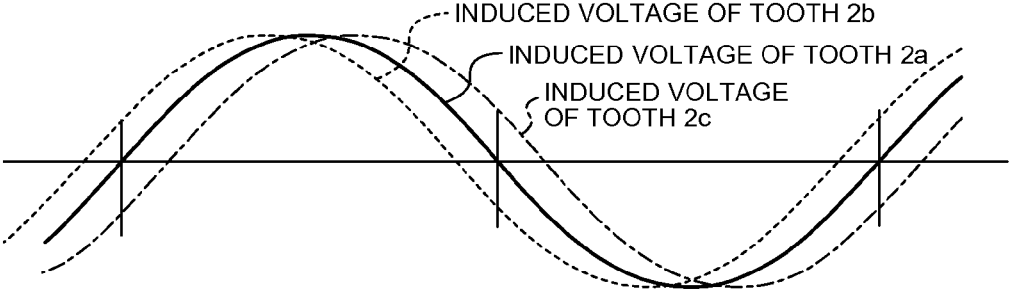 INDUCED VOLTAGE OF TOOTH 2b
INDUCED VOLTAGE OF TOOTH 2a
INDUCED VOLTAGE
OF TOOTH 2c